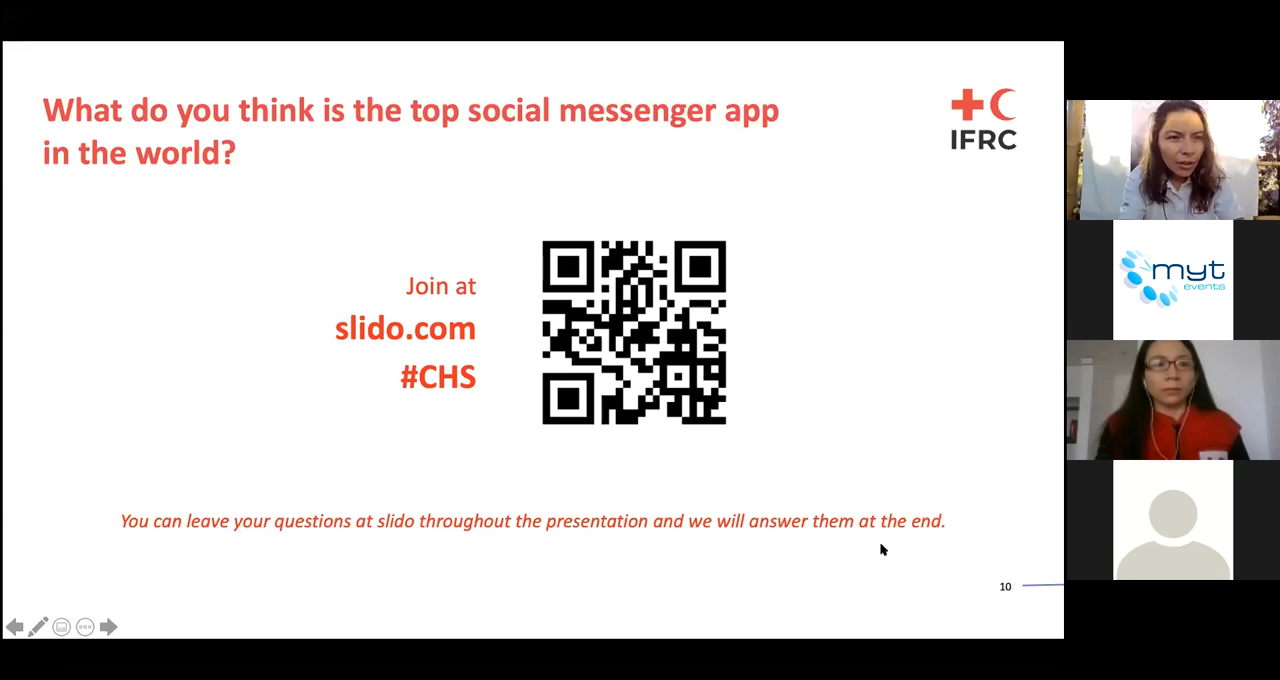 What do you think is the top social messenger app
in the world?
IFRC
Join at
slido.com
#CHS
You can leave your questions at slido throughout the presentation and we will answer them at the end.
10
myt
events